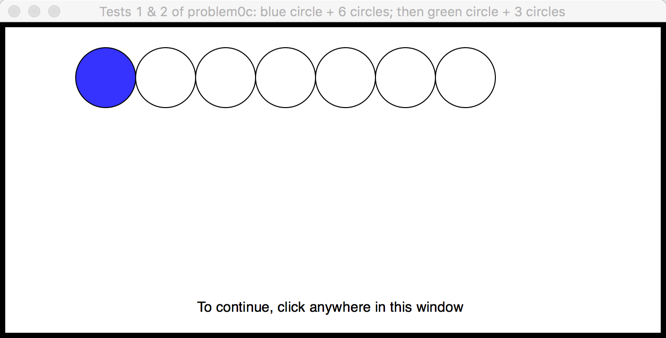 Tests 1 & 2 of problem0c: blue circle + 6 circles; then green circle + 3 circles
To continue, click anywhere in this window